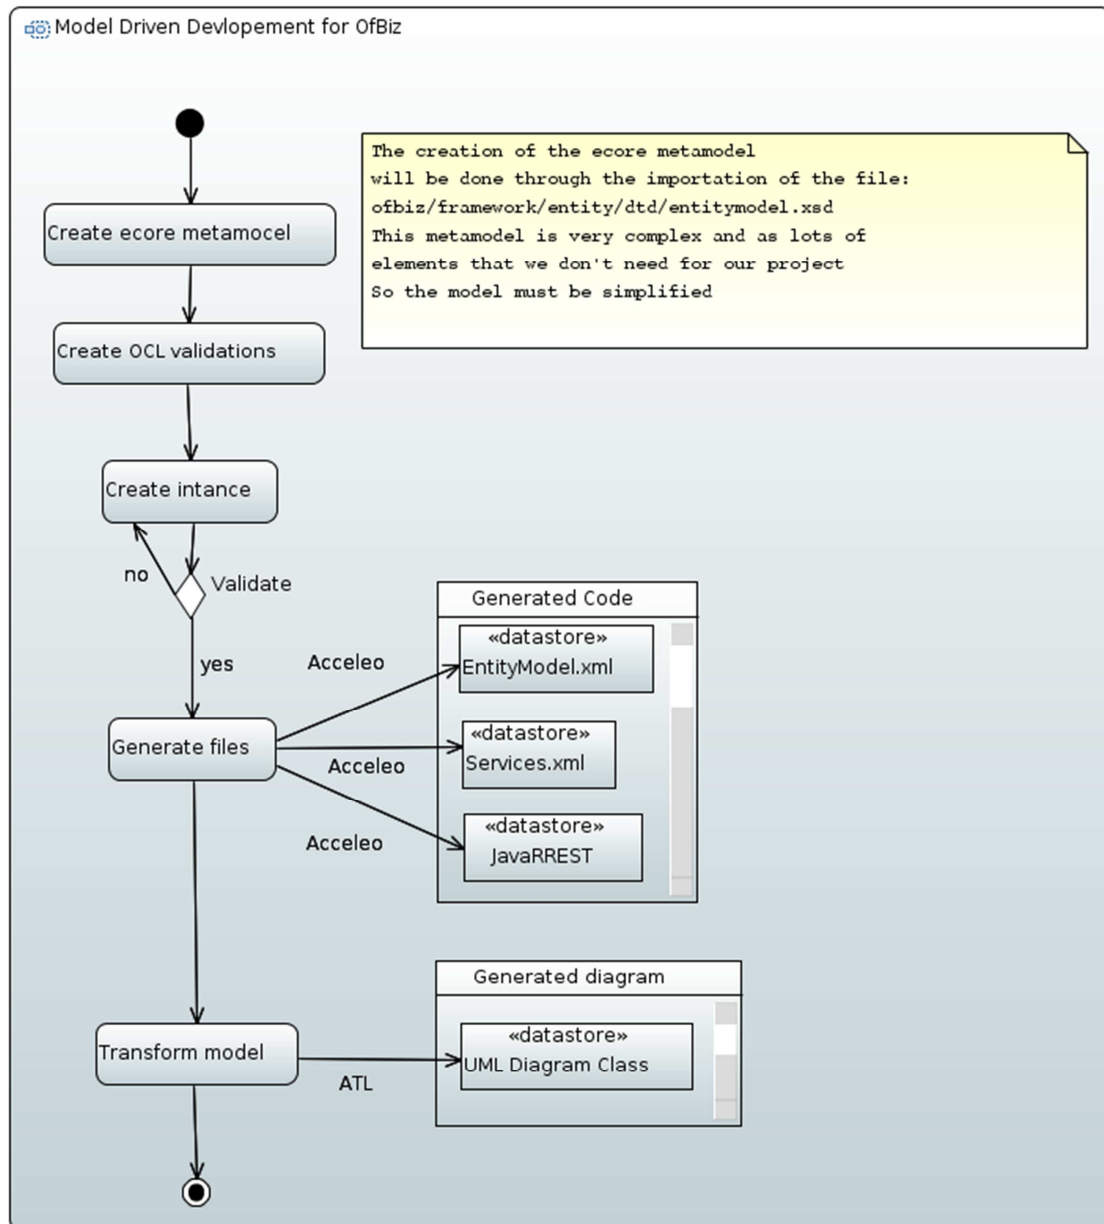 Model Driven Devlopement for OfBiz
The creation of the ecore metamodel
will be done through the importation of the file:
ofbiz/framework/entity/dtd/entitymodel.xsd
This metamodel is very complex and as lots of
elements that we don't need for our project
So the model must be simplified
Create ecore metamocel
Create OCL validations
Create intance
no
Validate
yes
Generate files
Acceleo
Acceleo
Acceleo
Generated Code
«datastore»
EntityModel.xml
«datastore»
Services.xml
«datastore»
JavaRREST
Transform model
ATL
Generated diagram
«datastore»
UML Diagram Class